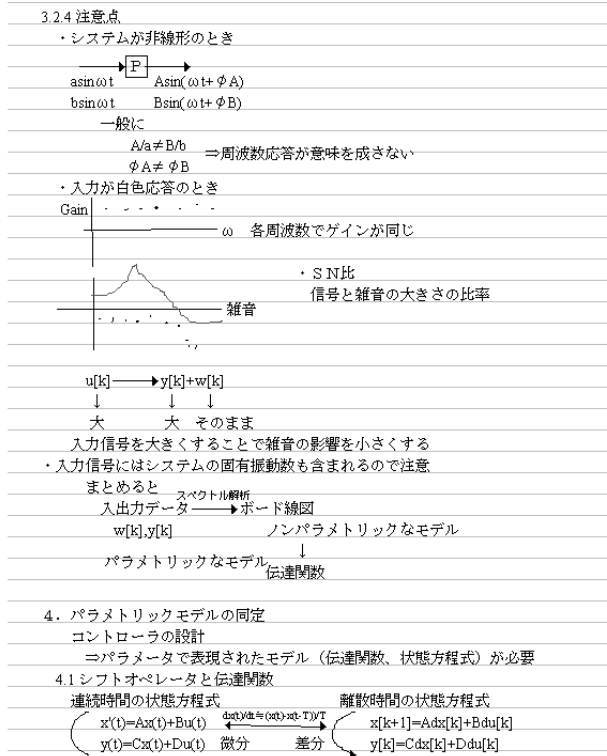 3.2.4 注意点
・システムが非線形のとき
P
asinωt Asin(ωt+φA)
bsinωt Bsin(ωt+φB)
一般に
A/a≠B/b
⇒周波数応答が意味を成さない
φA≠φB
・入力が白色応答のとき
Gain
ω 各周波数でゲインが同じ
・ＳＮ比
信号と雑音の大きさの比率
雑音
u[k] y[k]+w[k]
↓ ↓ ↓
大 大 そのまま
入力信号を大きくすることで雑音の影響を小さくする
・入力信号にはシステムの固有振動数も含まれるので注意
まとめると
スペクトル解析
入出力データ ボード線図
w[k],y[k] ノンパラメトリックなモデル
↓
パラメトリックなモデル
伝達関数
4．パラメトリックモデルの同定
コントローラの設計
⇒パラメータで表現されたモデル（伝達関数、状態方程式）が必要
4.1 シフトオペレータと伝達関数
連続時間の状態方程式 離散時間の状態方程式
dx(t)/dt≒(x(t)-x(t-T))/T
x'(t)=Ax(t)+Bu(t) x[k+1]=Adx[k]+Bdu[k]
y(t)=Cx(t)+Du(t) 微分 差分 y[k]=Cdx[k]+Ddu[k]